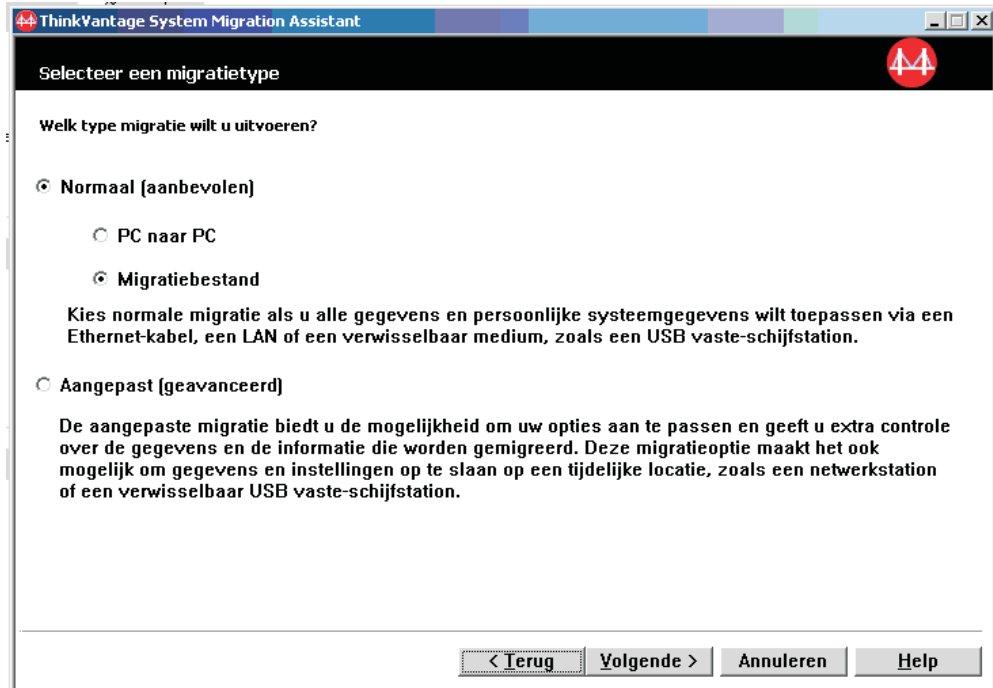 ThinkVantage System Migration Assistant
Selecteer een migratietype
Welk type migratie wilt u uitvoeren?
Normaal (aanbevolen)
PC naar PC
Migratiebestand
Kies normale migratie als u alle gegevens en persoonlijke systeemgegevens wilt toepassen via een
Ethernet-kabel, een LAN of een verwisselbaar medium, zoals een USB vaste-schijfstation.
Aangepast (geavanceerd)
De aangepaste migratie biedt u de mogelijkheid om uw opties aan te passen en geeft u extra controle
over de gegevens en de informatie die worden gemigreerd. Deze migratieoptie maakt het ook
mogelijk om gegevens en instellingen op te slaan op een tijdelijke locatie, zoals een netwerkstation
of een verwisselbaar USB vaste-schijfstation.
< Terug Volgende > Annuleren Help